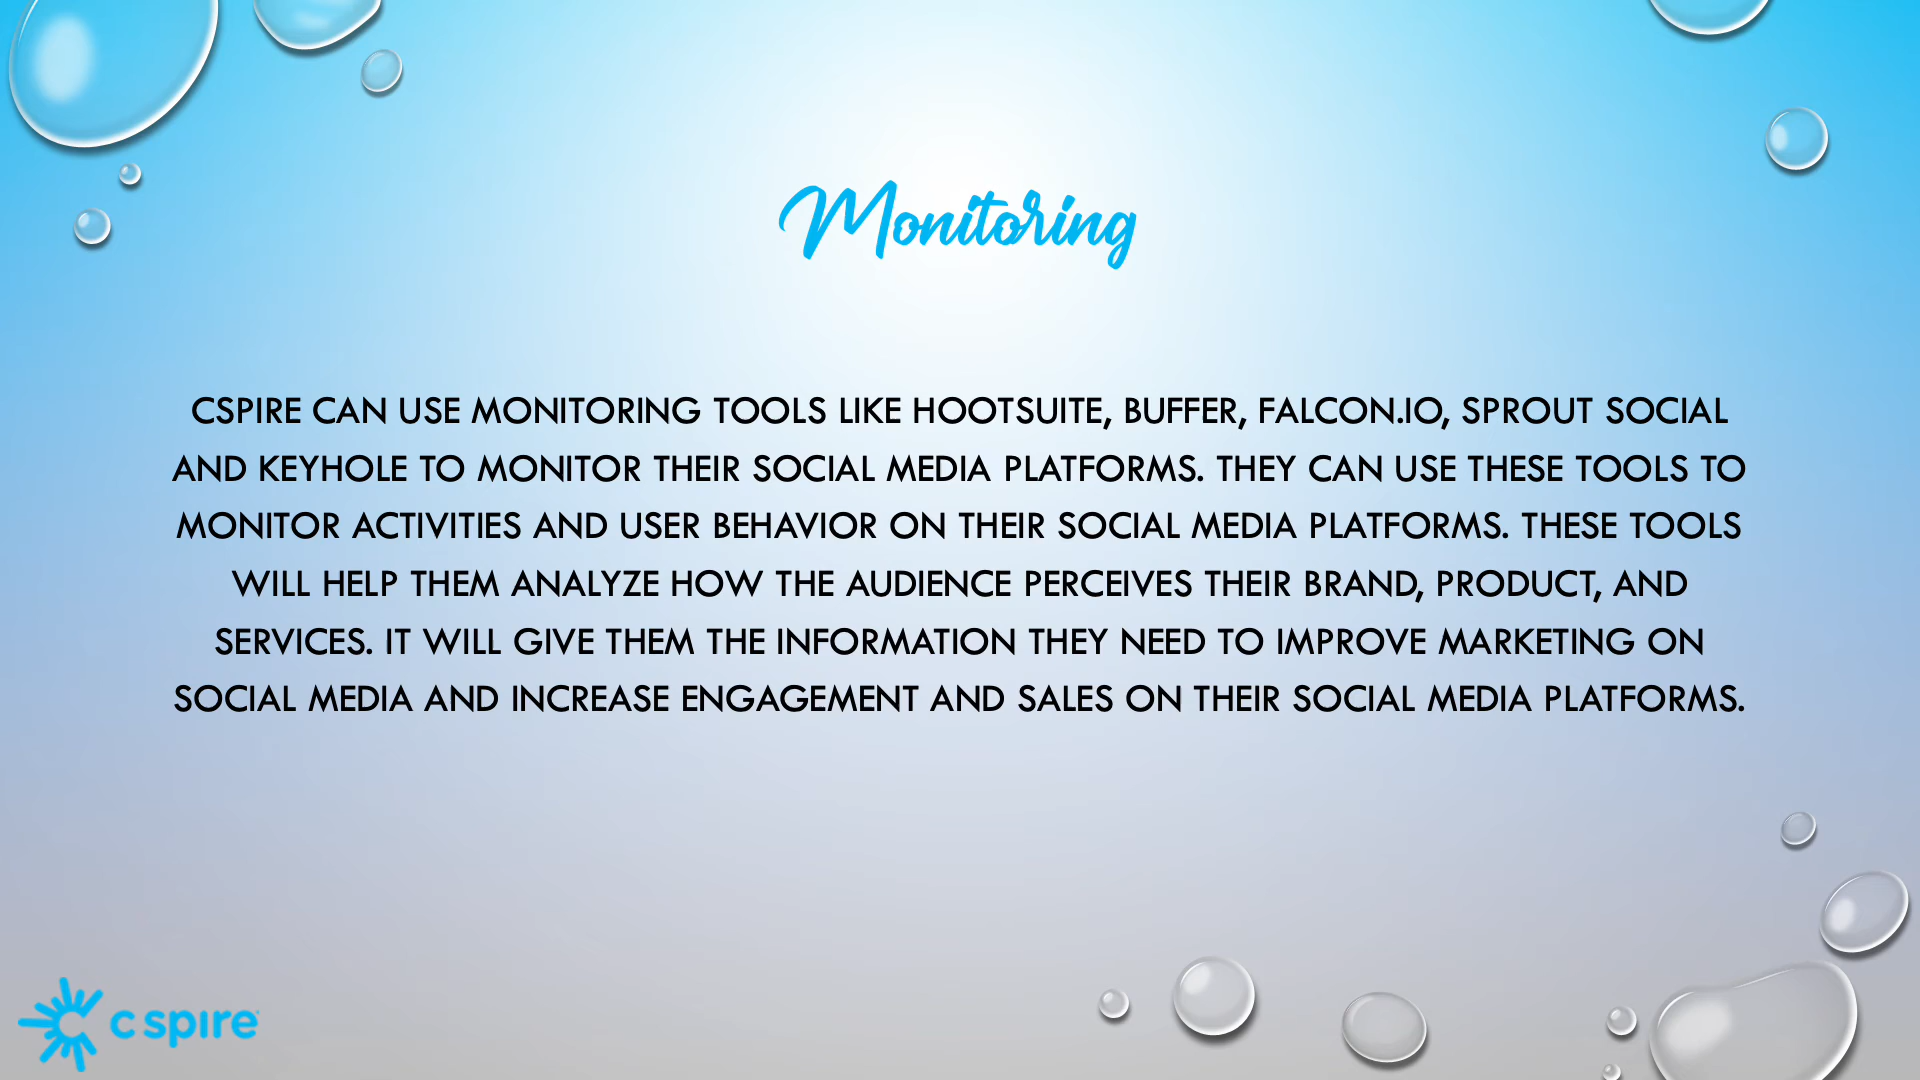 Monitoring
CSPIRE CAN USE MONITORING TOOLS LIKE HOOTSUITE, BUFFER, FALCON.IO, SPROUT SOCIAL
AND KEYHOLE TO MONITOR THEIR SOCIAL MEDIA PLATFORMS. THEY CAN USE THESE TOOLS TO
MONITOR ACTIVITIES AND USER BEHAVIOR ON THEIR SOCIAL MEDIA PLATFORMS. THESE TOOLS
WILL HELP THEM ANALYZE HOW THE AUDIENCE PERCEIVES THEIR BRAND, PRODUCT, AND
SERVICES. IT WILL GIVE THEM THE INFORMATION THEY NEED TO IMPROVE MARKETING ON
SOCIAL MEDIA AND INCREASE ENGAGEMENT AND SALES ON THEIR SOCIAL MEDIA PLATFORMS.
c spire